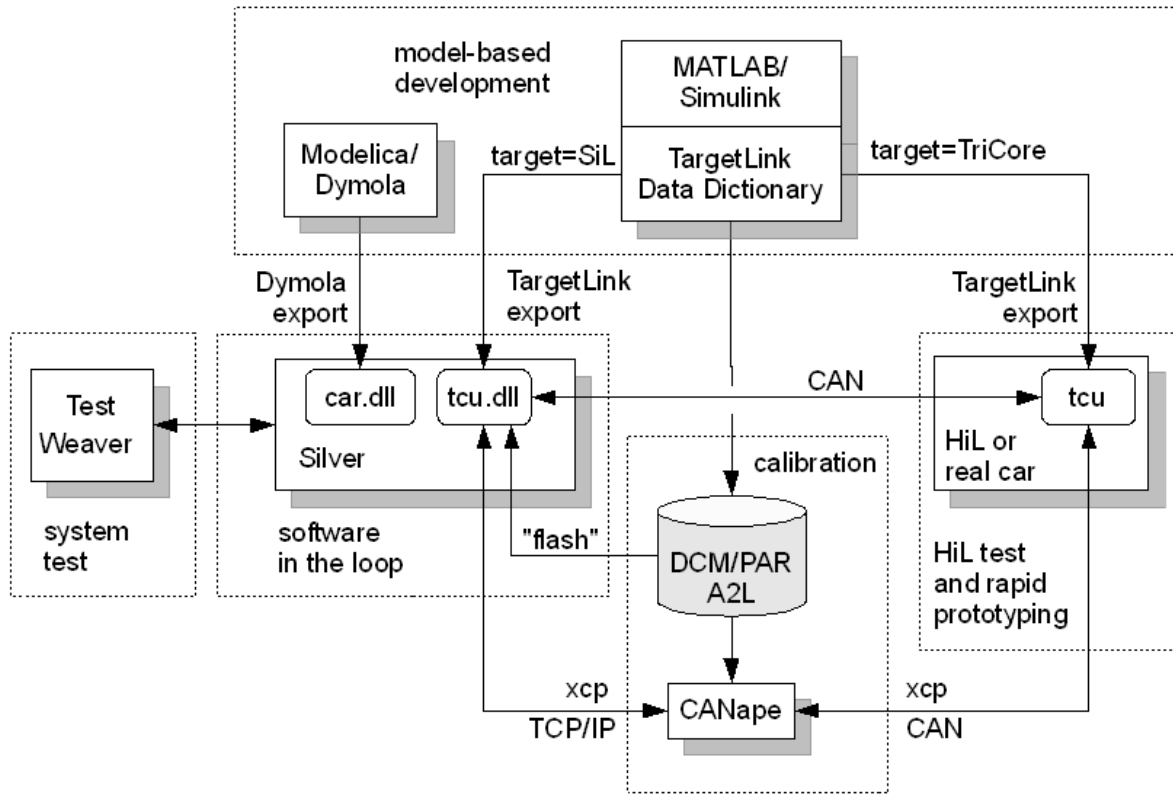 model-based
development
MATLAB/
Simulink
Modelica/
Dymola
target=SiL
TargetLink
Data Dictionary
target=TriCore
Dymola
export
TargetLink
export
TargetLink
export
Test
Weaver
car.dll
tcu.dll
Silver
CAN
tcu
HiL or
real car
calibration
system
test
software
in the loop
"flash"
DCM/PAR
A2L
HiL test
and rapid
prototyping
xcp
TCP/IP
CANape
xcp
CAN